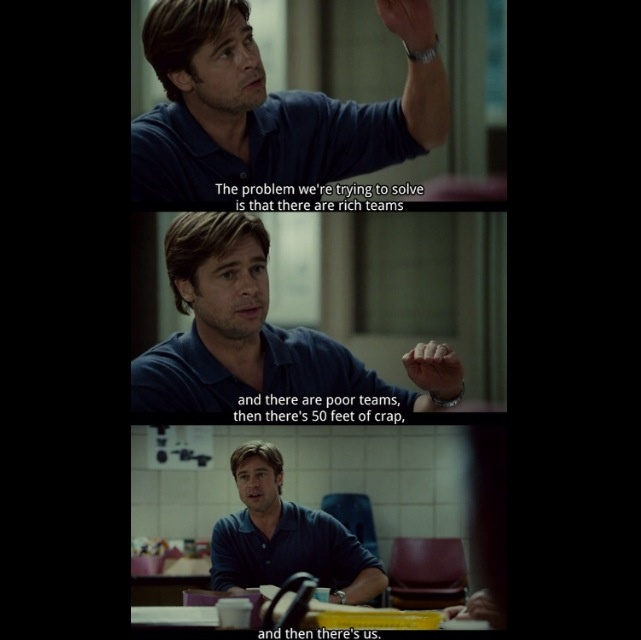 The problem we're trying to solve
is that there are rich teams
and there are poor teams,
then there's 50 feet of crap,
and then there's us.